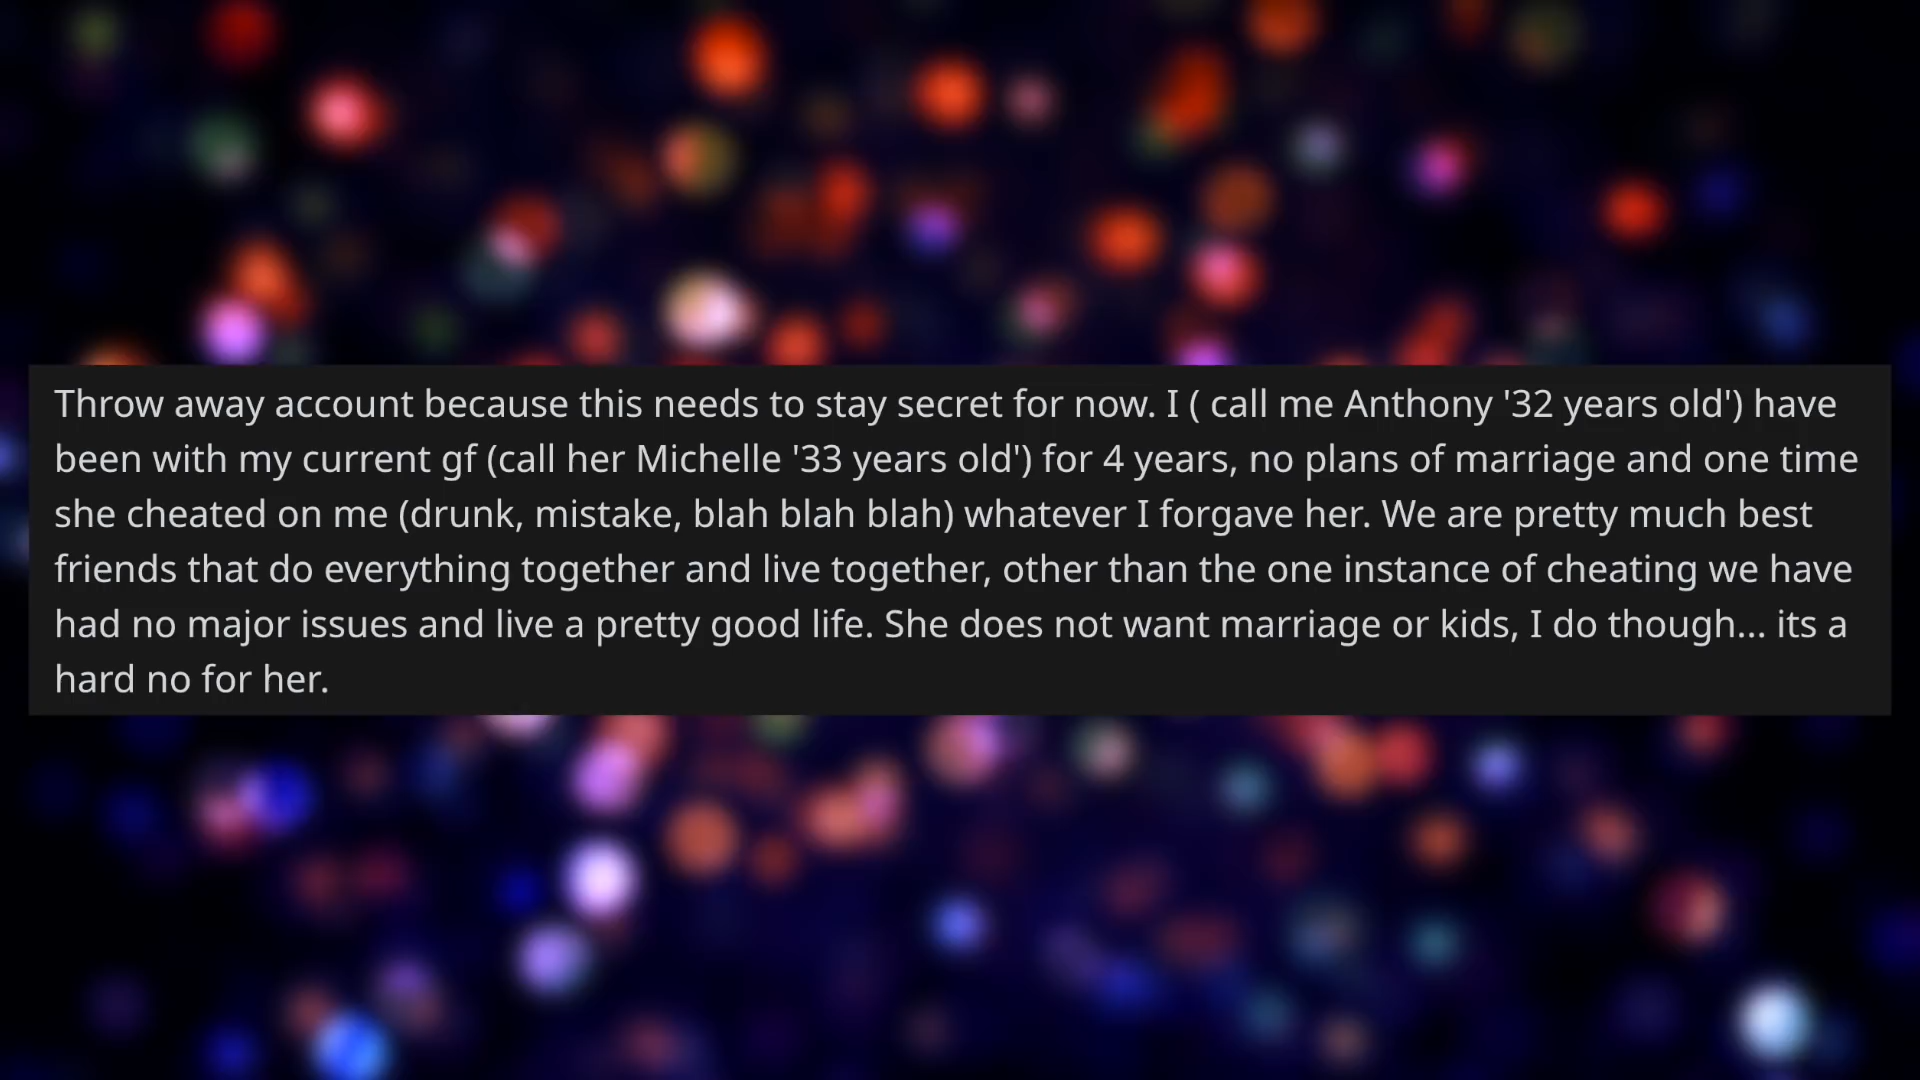 Throw away account because this needs to stay secret for now. I ( call me Anthony '32 years old') have
been with my current gf (call her Michelle '33 years old') for 4 years, no plans of marriage and one time
she cheated on me (drunk, mistake, blah blah blah) whatever I forgave her. We are pretty much best
friends that do everything together and live together, other than the one instance of cheating we have
had no major issues and live a pretty good life. She does not want marriage or kids, I do though... its a
hard no for her.